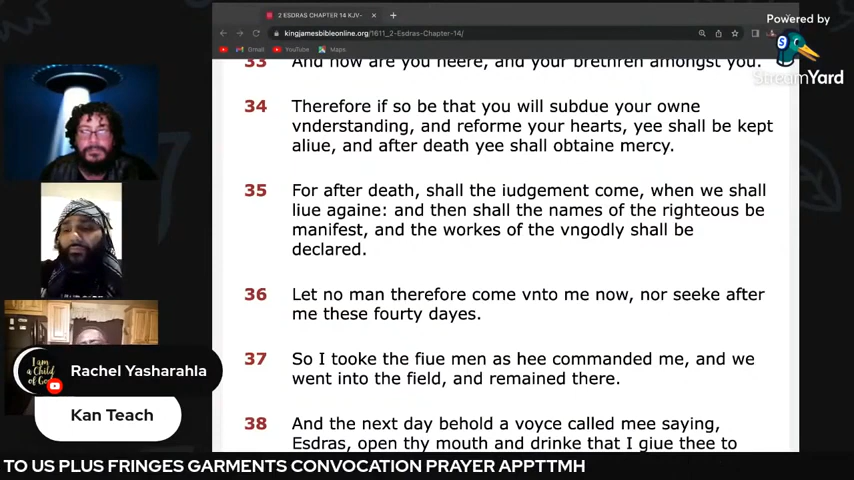 2 ESDRAS CHAPTER 14 KJV-
kingjamesbibleonline.org/1611_2-Esdras-Chapter-14/
Gmail YouTube Maps
Powered by
StreamYard
33 And now are you heere, and your brethren amongst you.
34 Therefore if so be that you will subdue your owne
vnderstanding, and reforme your hearts, yee shall be kept
aliue, and after death yee shall obtaine mercy.
35 For after death, shall the iudgement come, when we shall
liue againe: and then shall the names of the righteous be
manifest, and the workes of the vngodly shall be
declared.
36 Let no man therefore come vnto me now, nor seeke after
me these fourty dayes.
37 So I tooke the fiue men as hee commanded me, and we
went into the field, and remained there.
38 And the next day behold a voyce called mee saying,
Esdras, open thy mouth and drinke that I giue thee to
I am
a Child
of God
Rachel Yasharahla
Kan Teach
TO US PLUS FRINGES GARMENTS CONVOCATION PRAYER APPTTMH